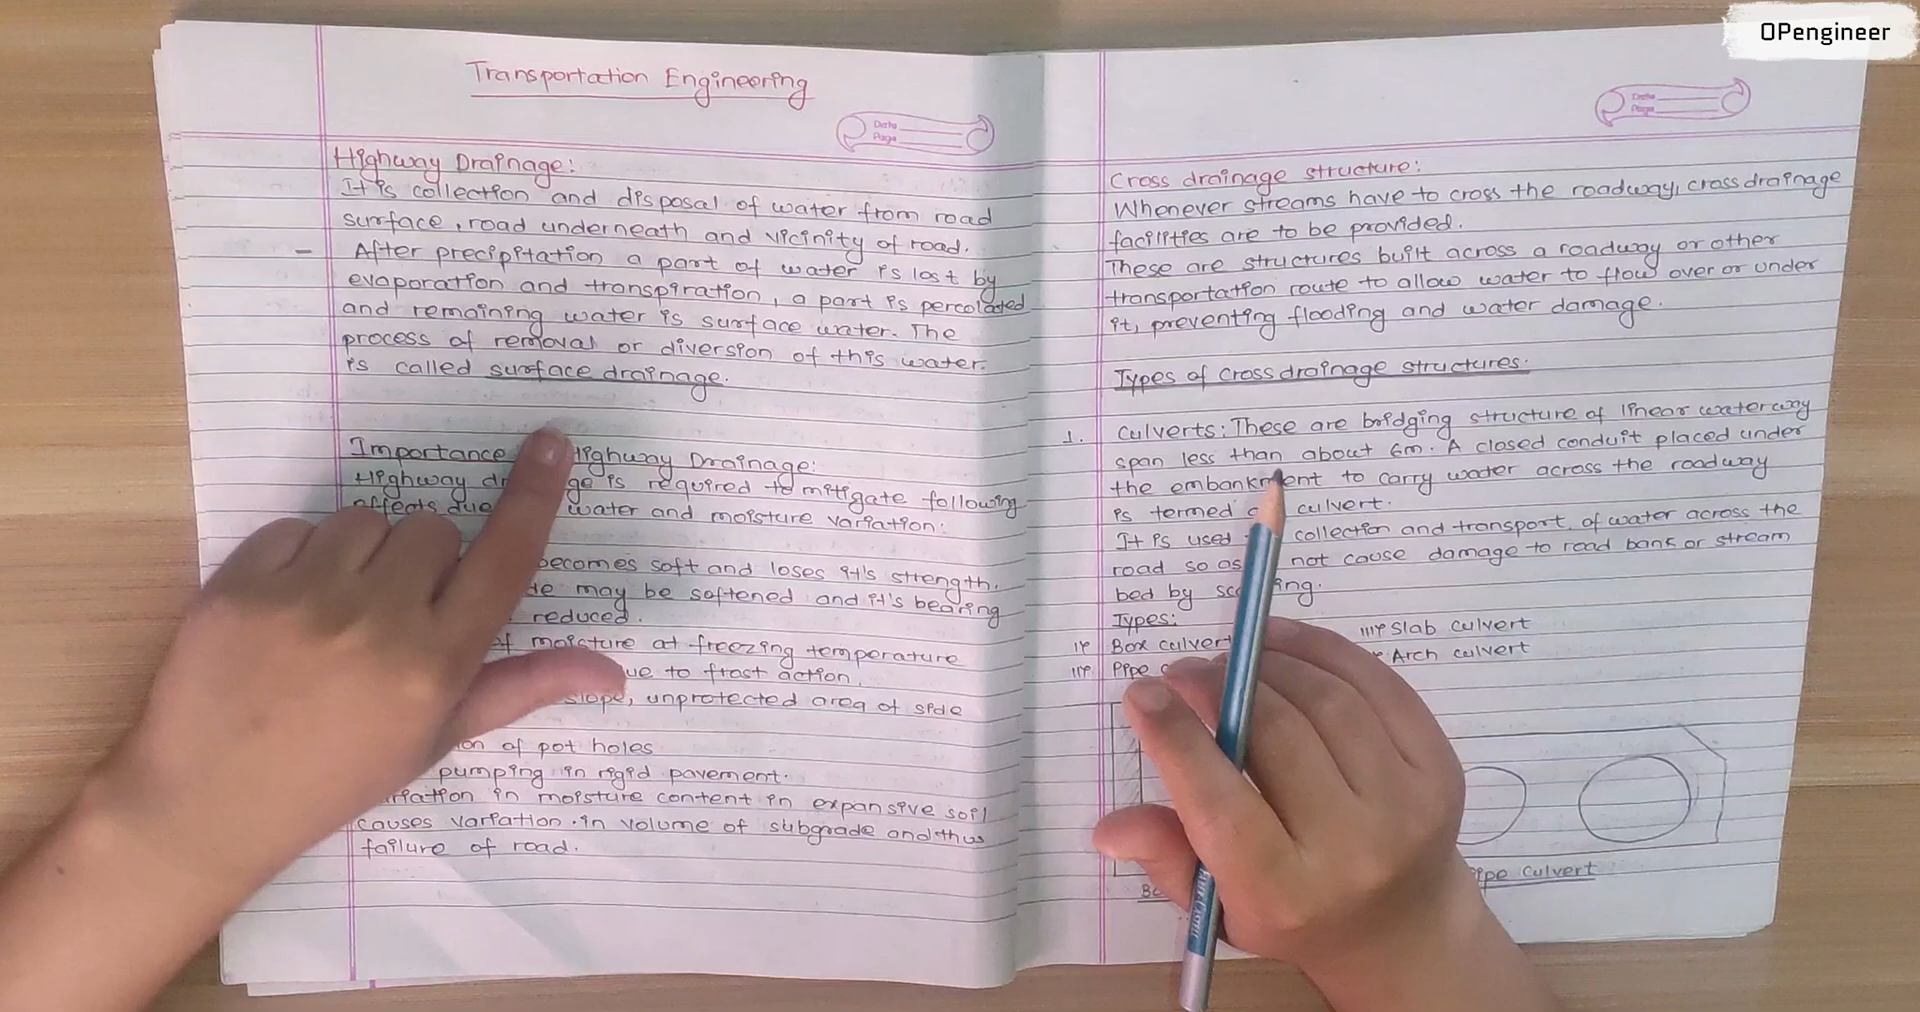 OPengineer
Transportation Engineering
Date
Page
Highway Drainage:
It is collection and disposal of water from road
surface, road underneath and vicinity of road.
- After precipitation a part of water is lost by
evaporation and transpiration, a part is percolated
and remaining water is surface water. The
process of removal or diversion of this water.
is called surface drainage.
Importance Highway Drainage:
Highway is required to mitigate following
effects due water and moisture variation:
becomes soft and loses it's strength.
may be softened and it's bearing
reduced.
moisture at freezing temperature
to frost action.
slope, unprotected area of side
of pot holes
pumping in rigid pavement.
in moisture content in expansive soil
causes variation in volume of subgrade and thus
failure of road.
Date
Page
Cross drainage structure:
Whenever streams have to cross the roadway, cross drainage
facilities are to be provided.
These are structures built across a roadway or other
transportation route to allow water to flow over or under
it, preventing flooding and water damage.
Types of cross drainage structures:
1. Culverts: These are bridging structure of linear waterway
span less than about 6m. A closed conduit placed under
the embankment to carry water across the roadway
is termed culvert.
It is used collection and transport of water across the
road so as not cause damage to road bank or stream
bed by
Types:
i) Box culvert iii) Slab culvert
ii) Pipe Arch culvert
Pipe Culvert